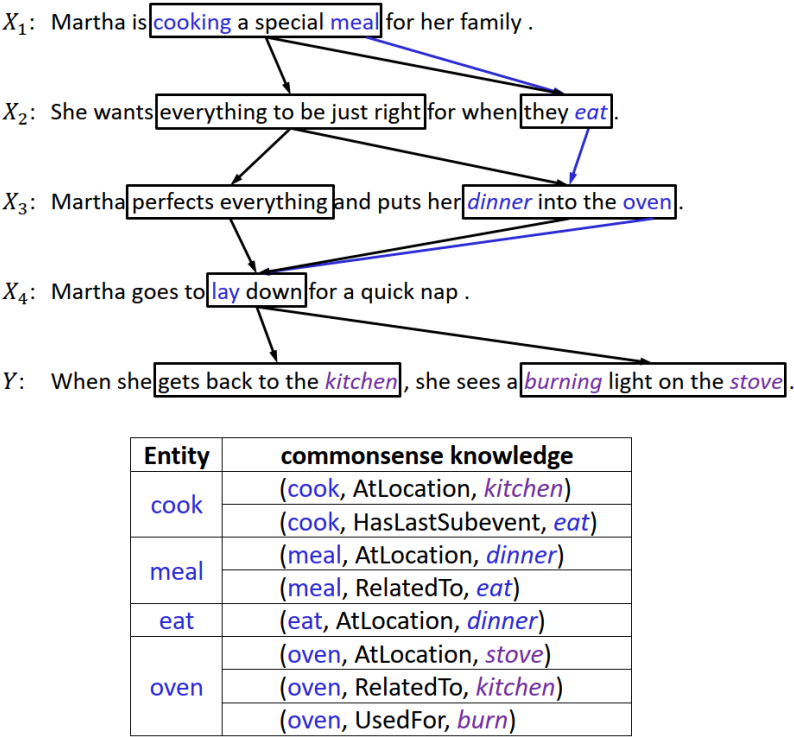 X₁: Martha is cooking a special meal for her family .
X₂: She wants everything to be just right for when they eat .
X₃: Martha perfects everything and puts her dinner into the oven .
X₄: Martha goes to lay down for a quick nap .
Y: When she gets back to the kitchen , she sees a burning light on the stove .
Entity commonsense knowledge
cook (cook, AtLocation, kitchen)
(cook, HasLastSubevent, eat)
meal (meal, AtLocation, dinner)
(meal, RelatedTo, eat)
eat (eat, AtLocation, dinner)
oven (oven, AtLocation, stove)
(oven, RelatedTo, kitchen)
(oven, UsedFor, burn)